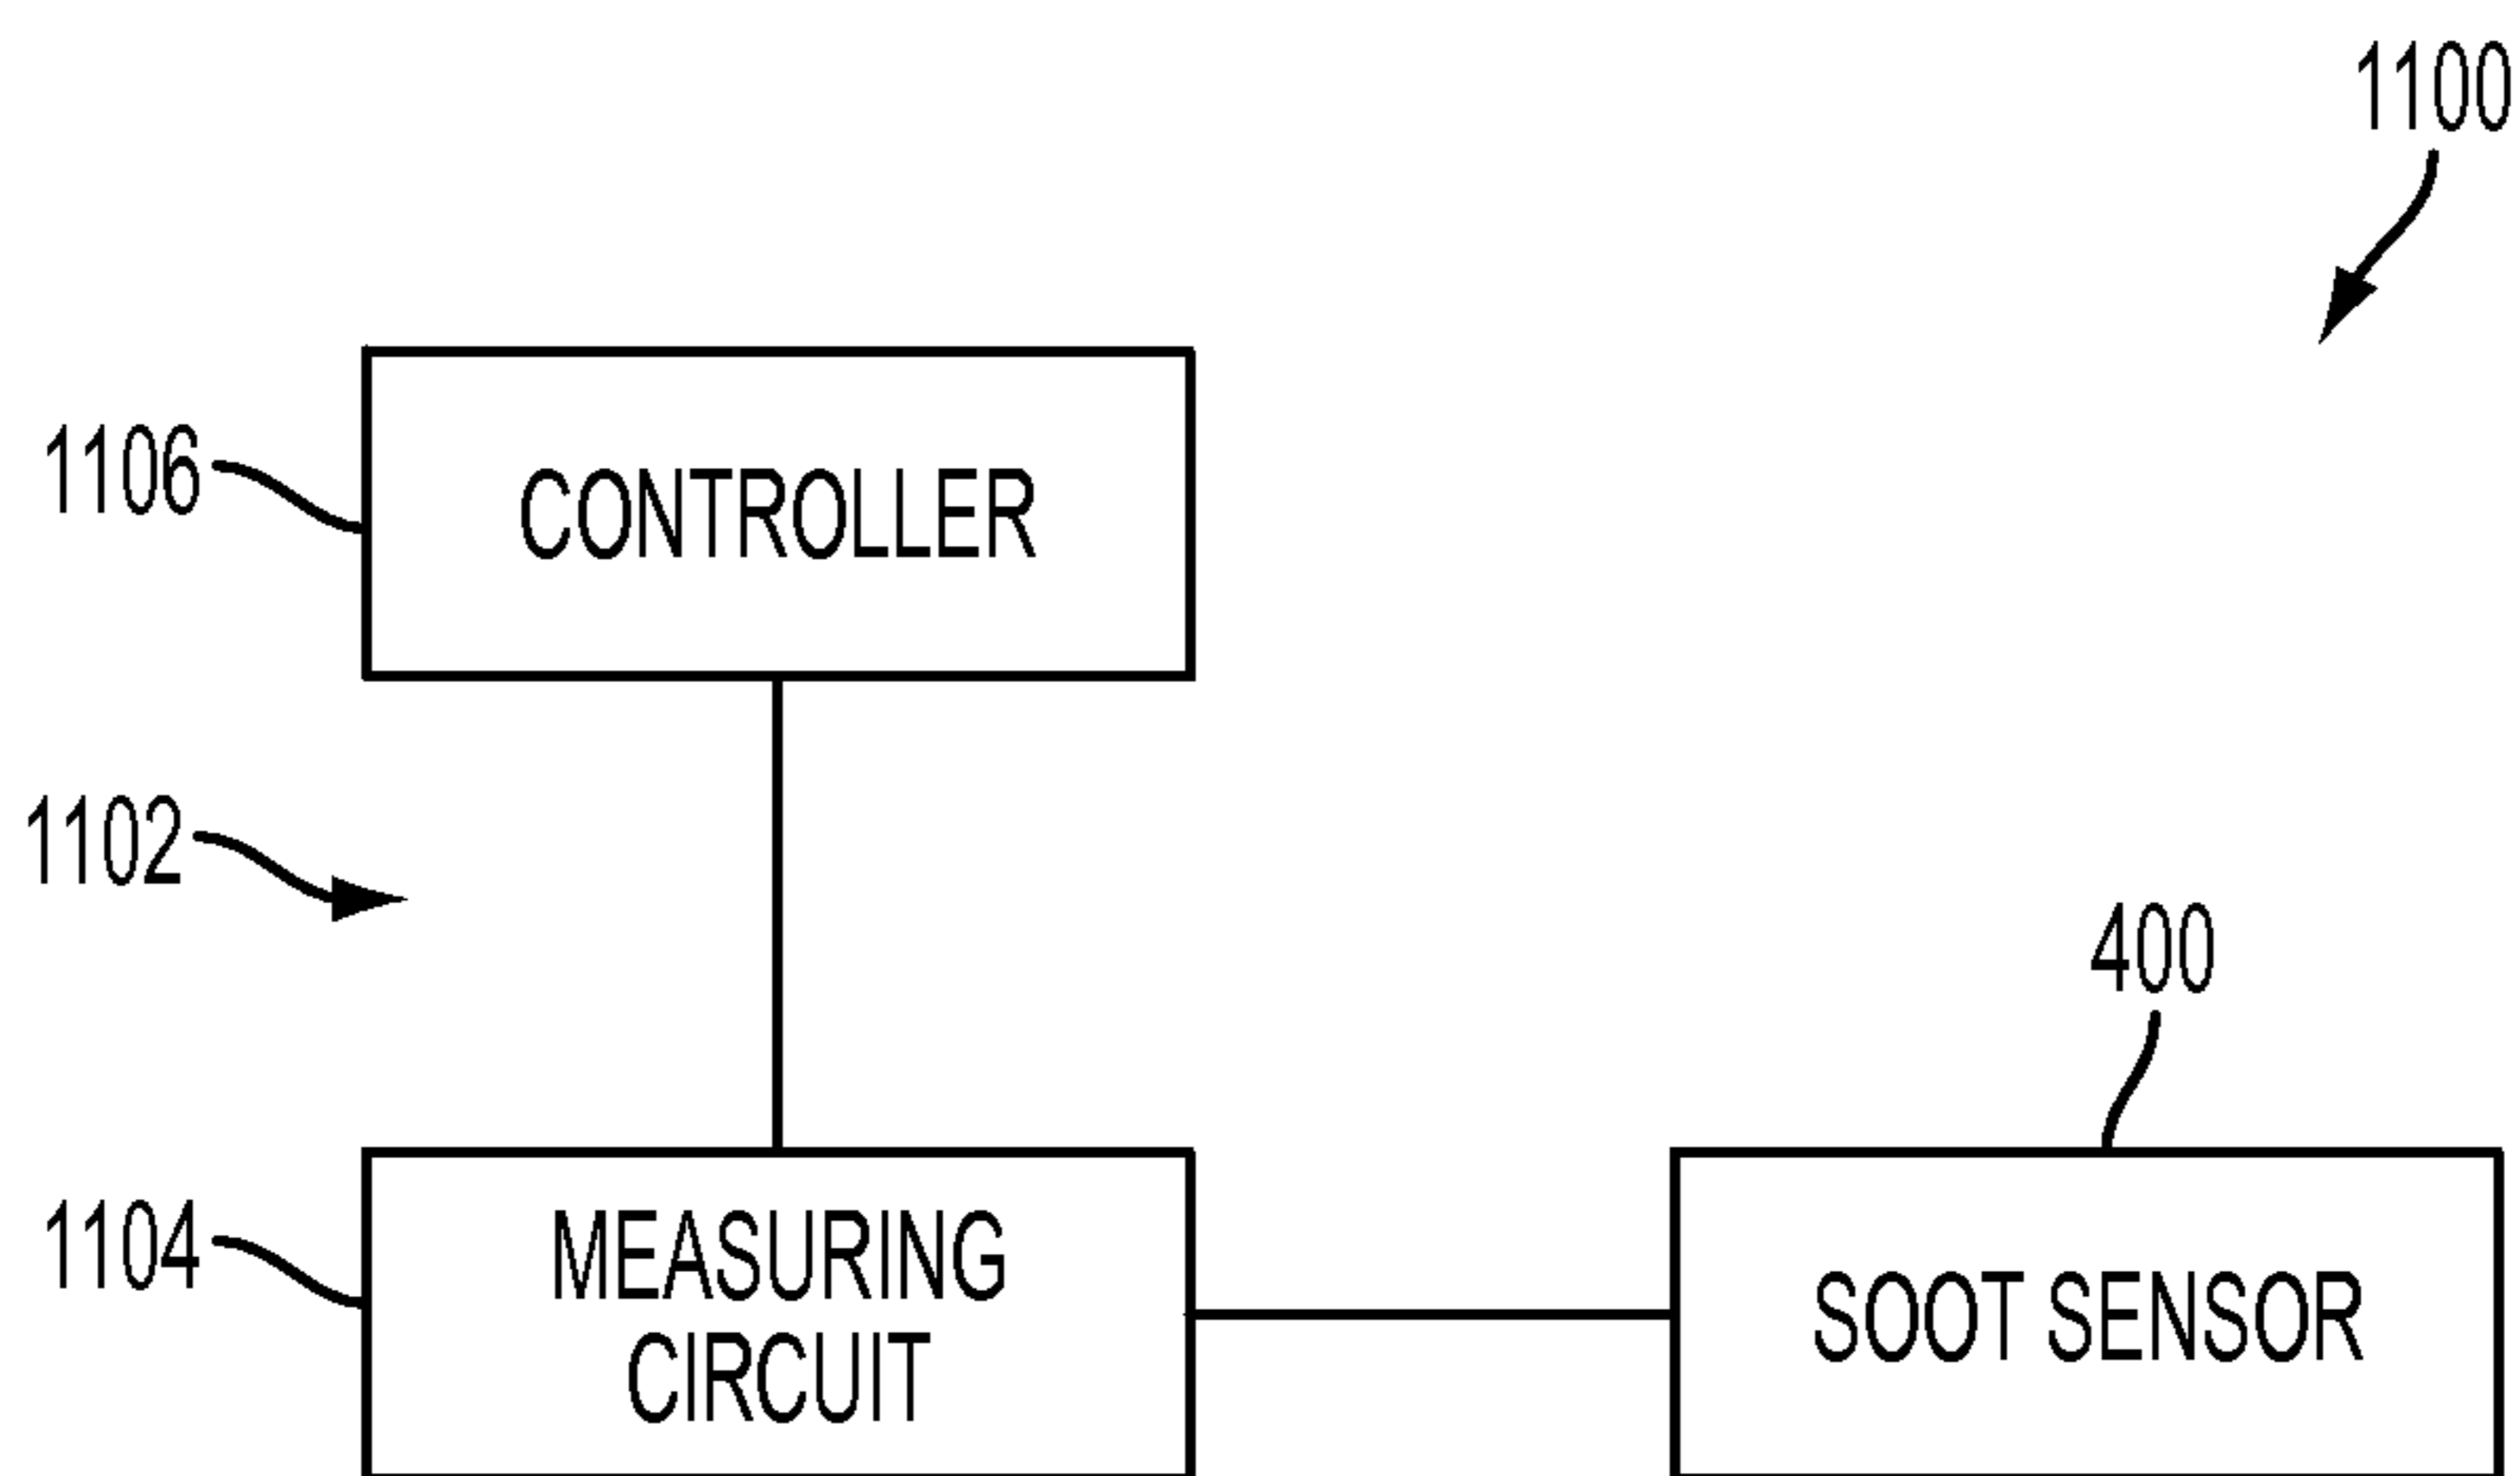 1100
1106
CONTROLLER
1102
400
1104
MEASURING
CIRCUIT
SOOT SENSOR